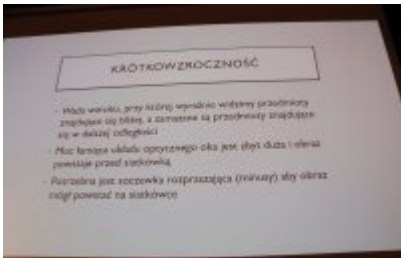 KRÓTKOWZROCZNOŚĆ
- Wada wzroku, przy której wyraźnie widzimy przedmioty
znajdujące się bliżej, a zamazane są przedmioty znajdujące
się w dalszej odległości
- Moc łamiąca układu optycznego oka jest zbyt duża i obraz
powstaje przed siatkówką
- Potrzebna jest soczewka rozpraszająca (minusy) aby obraz
mógł powstać na siatkówce